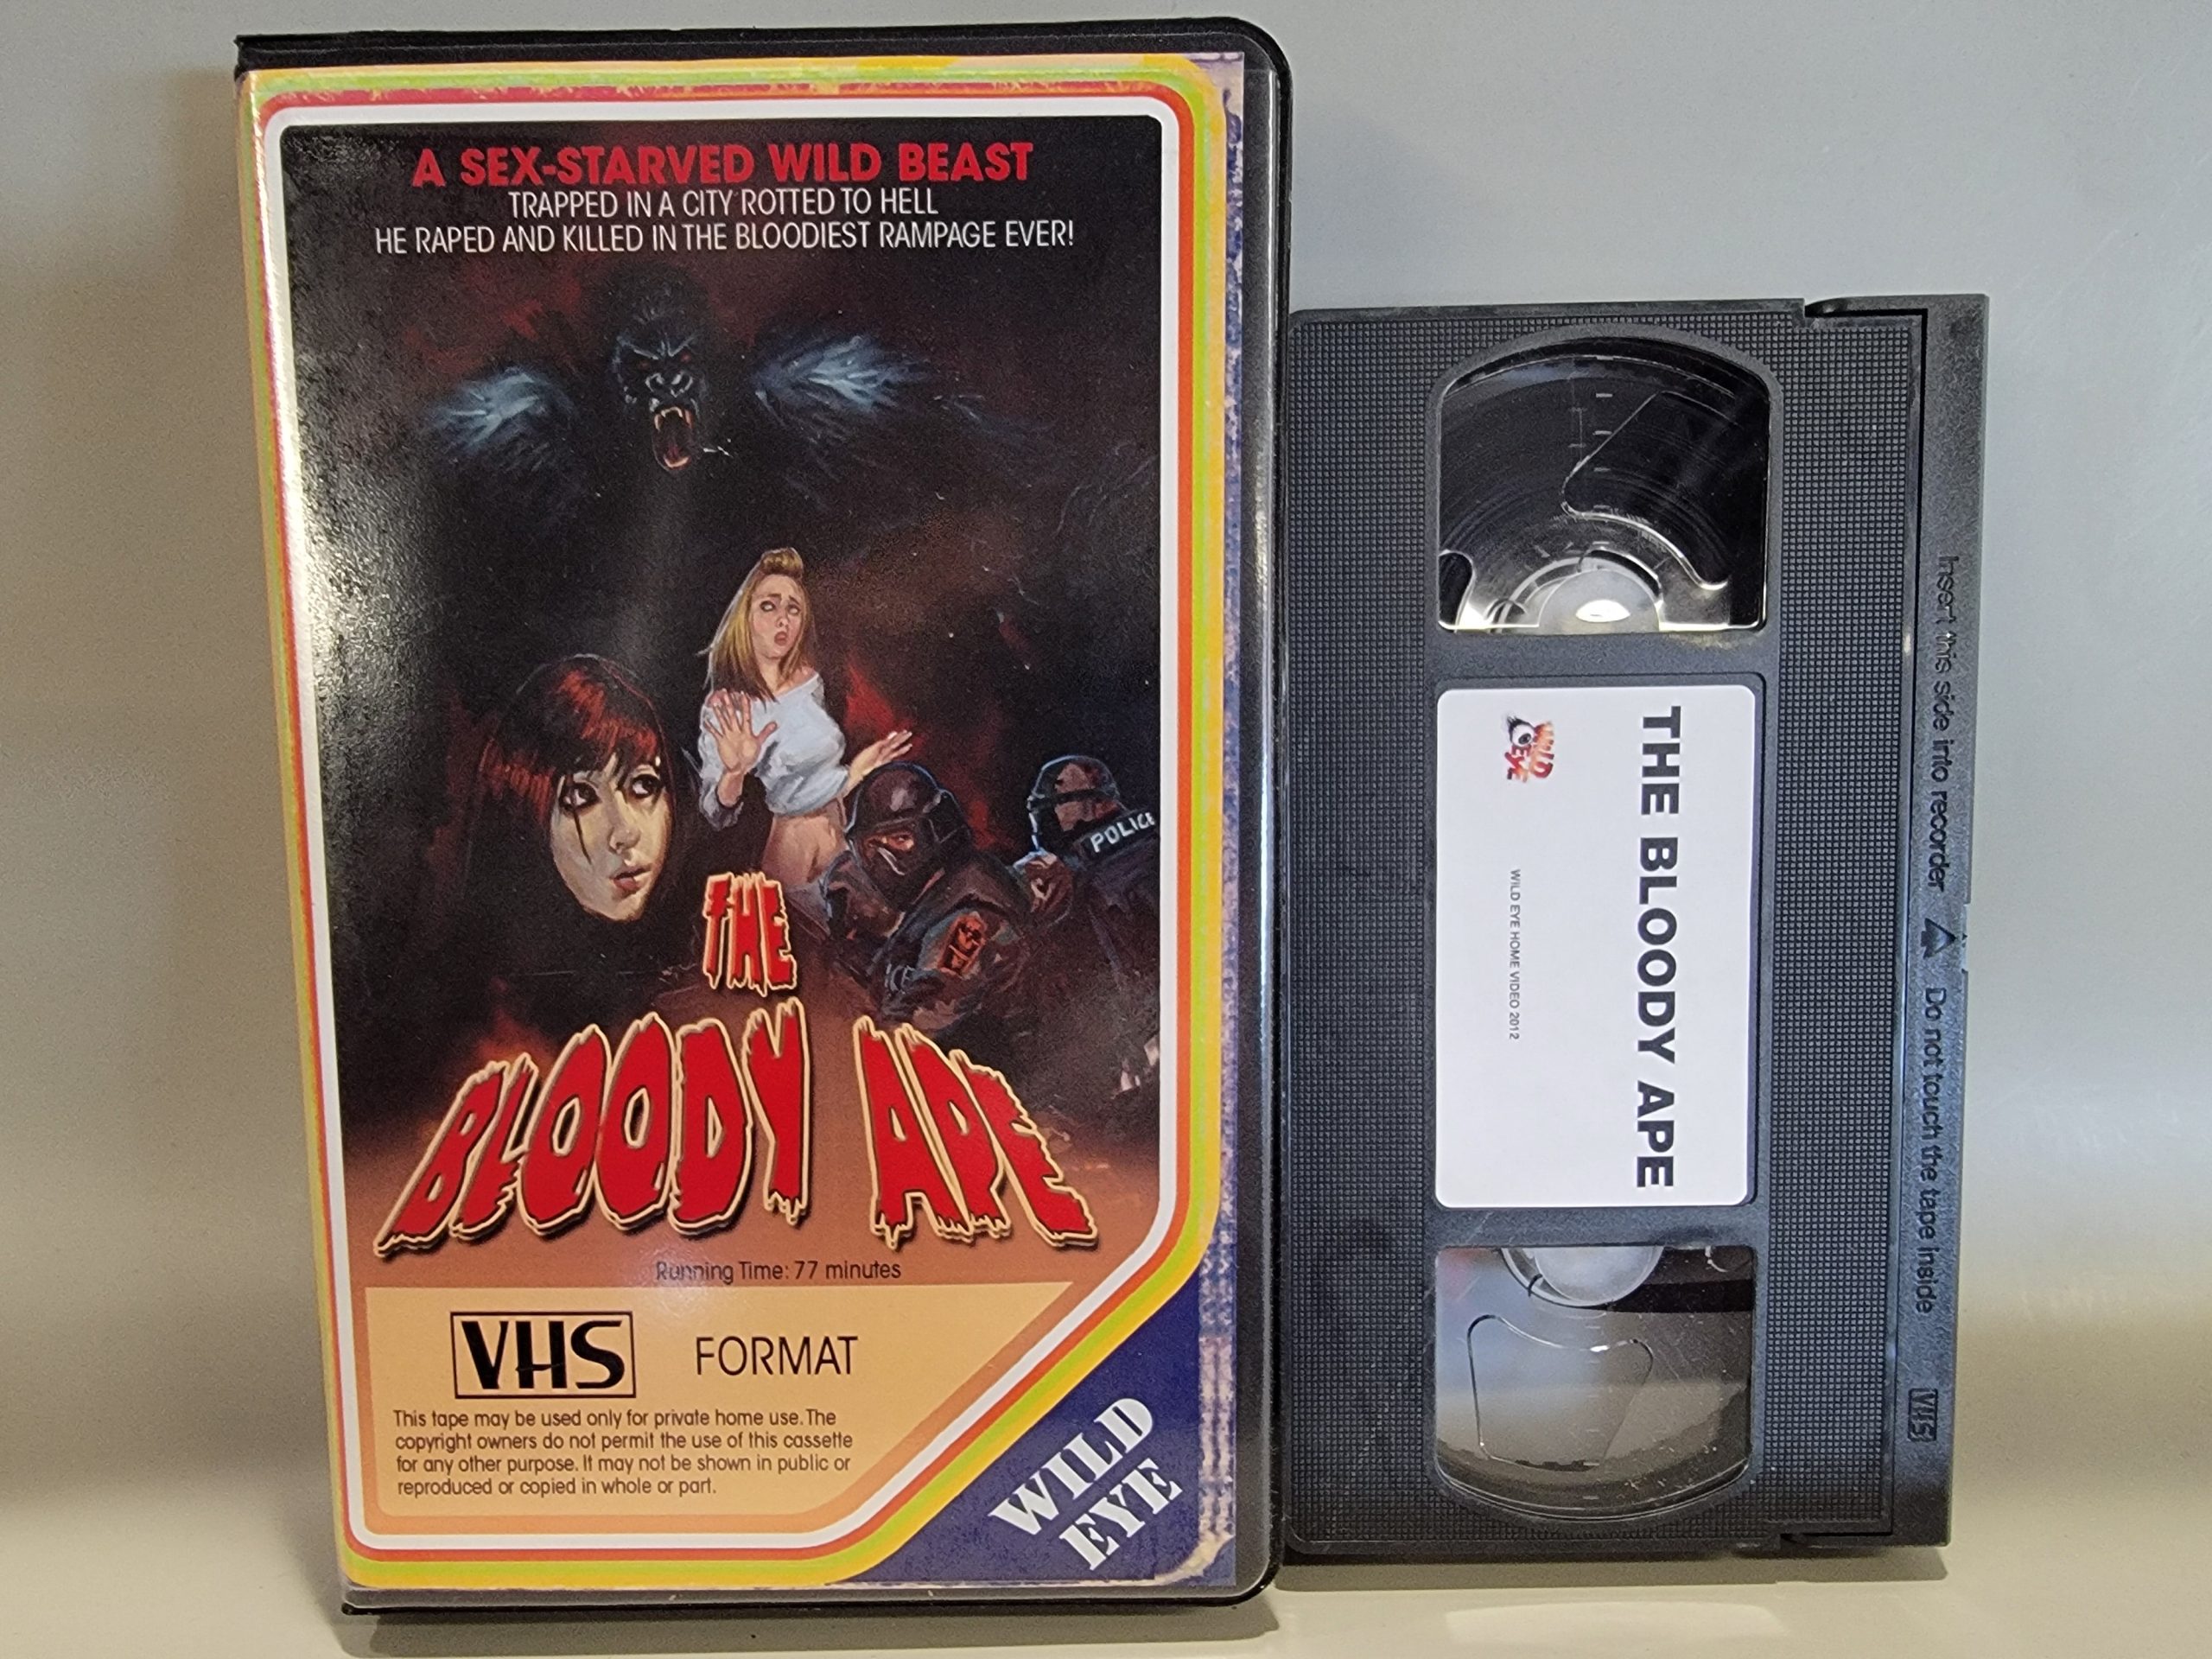 A SEX-STARVED WILD BEAST
TRAPPED IN A CITY ROTTED TO HELL
HE RAPED AND KILLED IN THE BLOODIEST RAMPAGE EVER!
POLICE
THE
BLOODY APE
Running Time: 77 minutes
VHS FORMAT
This tape may be used only for private home use. The
copyright owners do not permit the use of this cassette
for any other purpose. It may not be shown in public or
reproduced or copied in whole or part.
WILD
EYE
THE BLOODY APE
WILD
EYE
WILD EYE HOME VIDEO 2012
Insert this side into recorder
Do not touch the tape inside
VHS